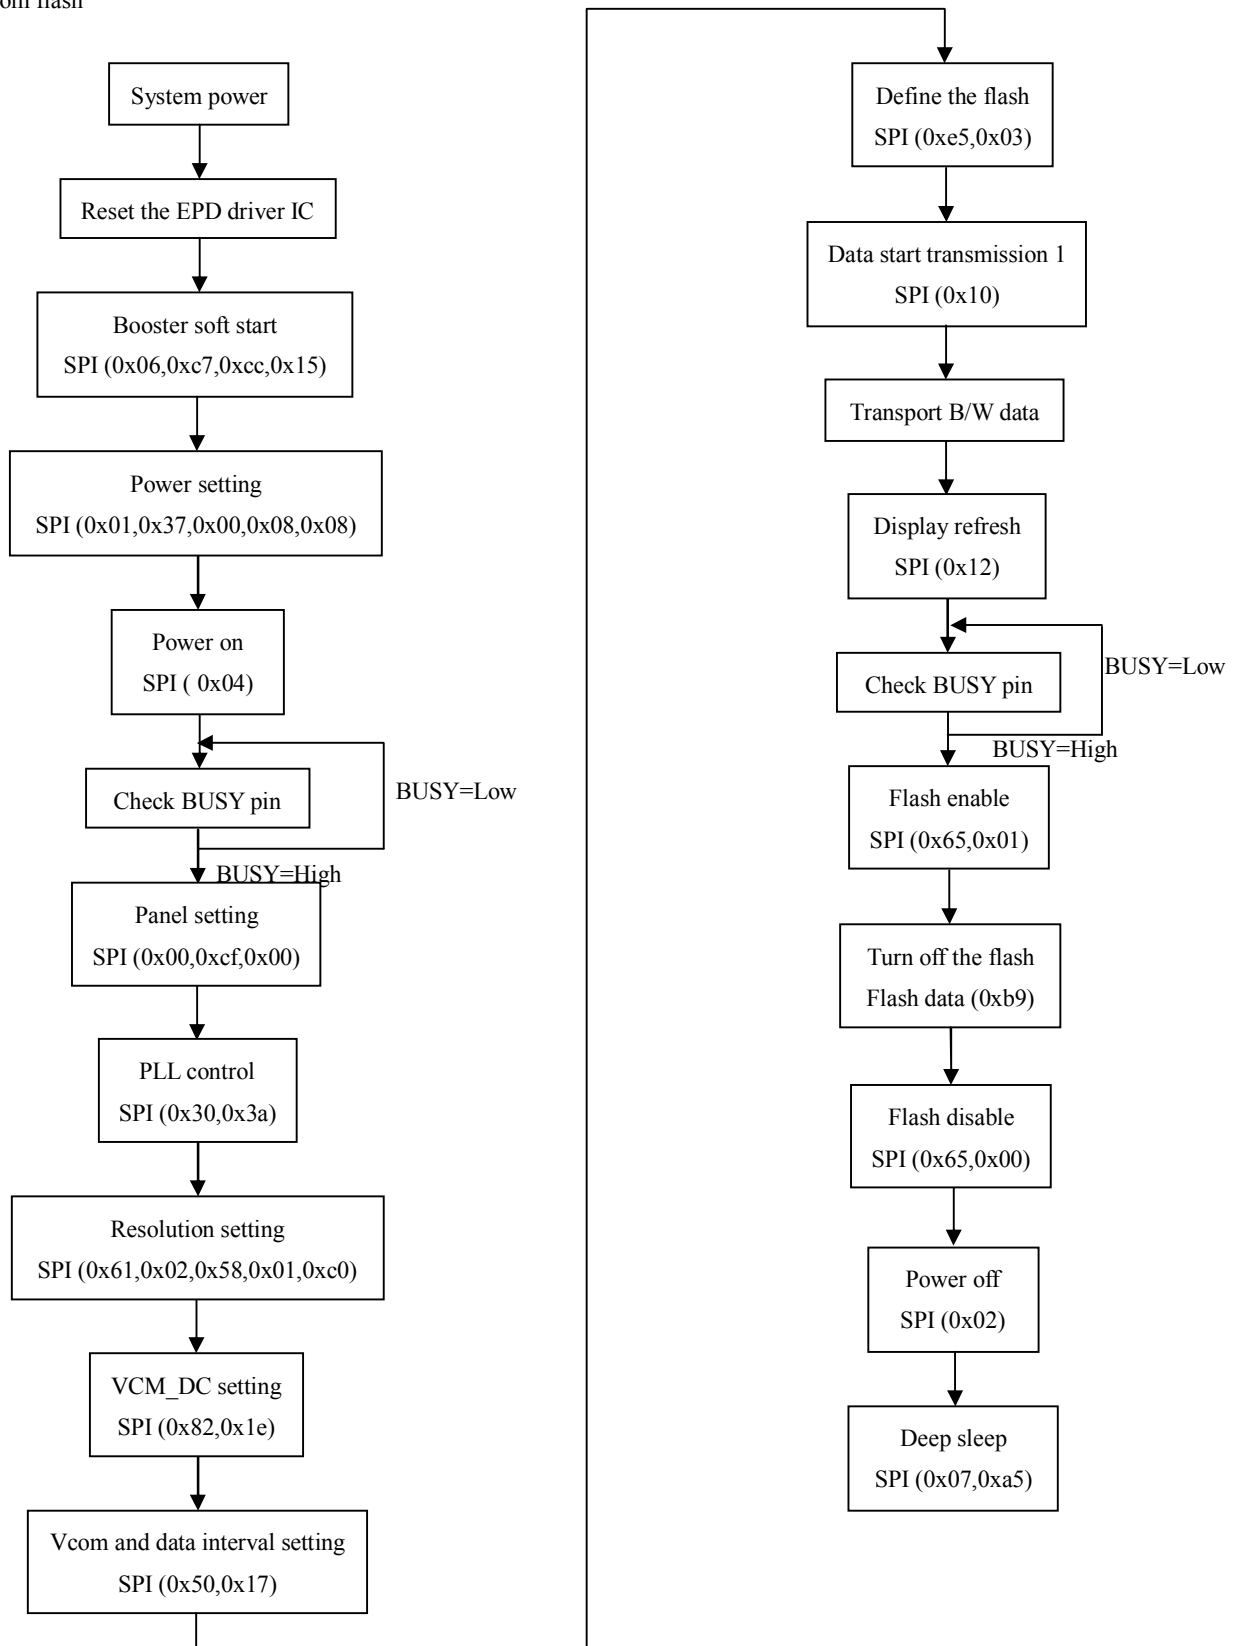 flash
System power
Reset the EPD driver IC
Booster soft start
SPI (0x06,0xc7,0xcc,0x15)
Power setting
SPI (0x01,0x37,0x00,0x08,0x08)
Power on
SPI ( 0x04)
Check BUSY pin
BUSY=Low
BUSY=High
Panel setting
SPI (0x00,0xcf,0x00)
PLL control
SPI (0x30,0x3a)
Resolution setting
SPI (0x61,0x02,0x58,0x01,0xc0)
VCM_DC setting
SPI (0x82,0x1e)
Vcom and data interval setting
SPI (0x50,0x17)
Define the flash
SPI (0xe5,0x03)
Data start transmission 1
SPI (0x10)
Transport B/W data
Display refresh
SPI (0x12)
Check BUSY pin
BUSY=Low
BUSY=High
Flash enable
SPI (0x65,0x01)
Turn off the flash
Flash data (0xb9)
Flash disable
SPI (0x65,0x00)
Power off
SPI (0x02)
Deep sleep
SPI (0x07,0xa5)